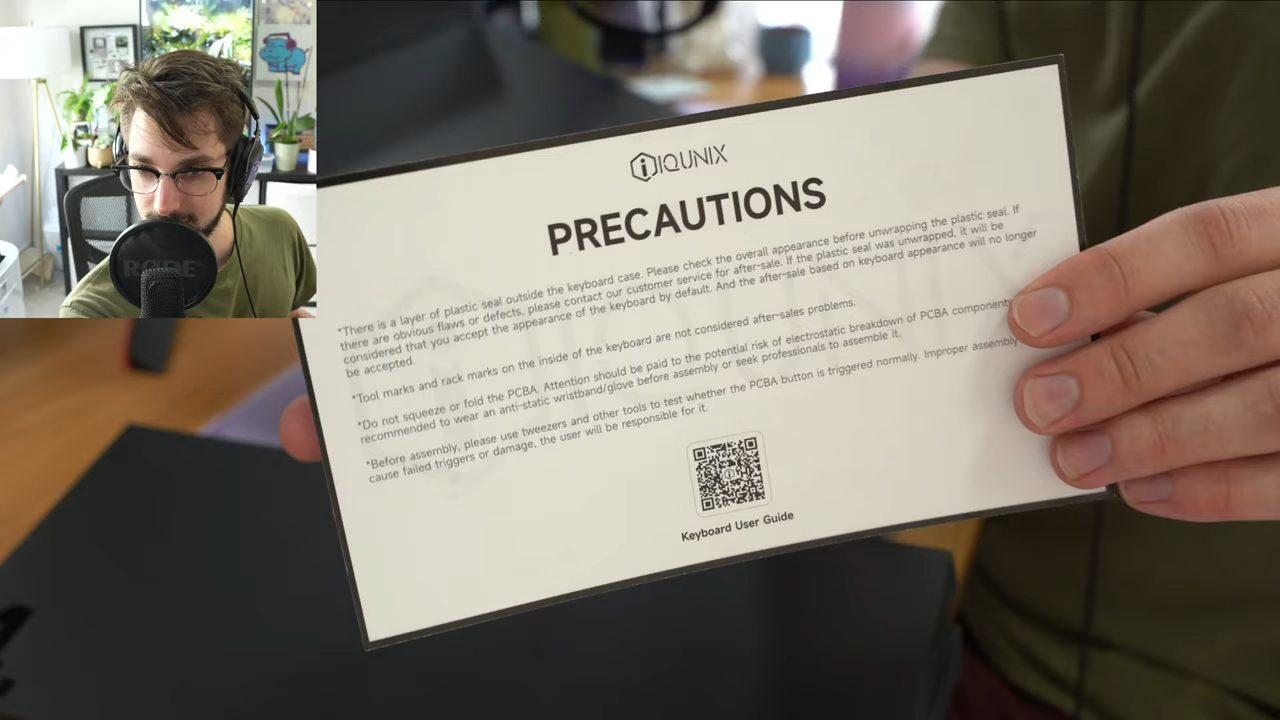 IQUNIX
PRECAUTIONS
*There is a layer of plastic seal outside the keyboard case. Please check the overall appearance before unwrapping the plastic seal. If
there are obvious flaws or defects, please contact our customer service for after-sale. If the plastic seal was unwrapped, it will be
considered that you accept the appearance of the keyboard by default. And the after-sale based on keyboard appearance will no longer
be accepted.
*Tool marks and rack marks on the inside of the keyboard are not considered after-sales problems.
*Do not squeeze or fold the PCBA. Attention should be paid to the potential risk of electrostatic breakdown of PCBA components
recommended to wear an anti-static wristband/glove before assembly or seek professionals to assemble it.
*Before assembly, please use tweezers and other tools to test whether the PCBA button is triggered normally. Improper assembly
cause failed triggers or damage, the user will be responsible for it.
Keyboard User Guide
RODE